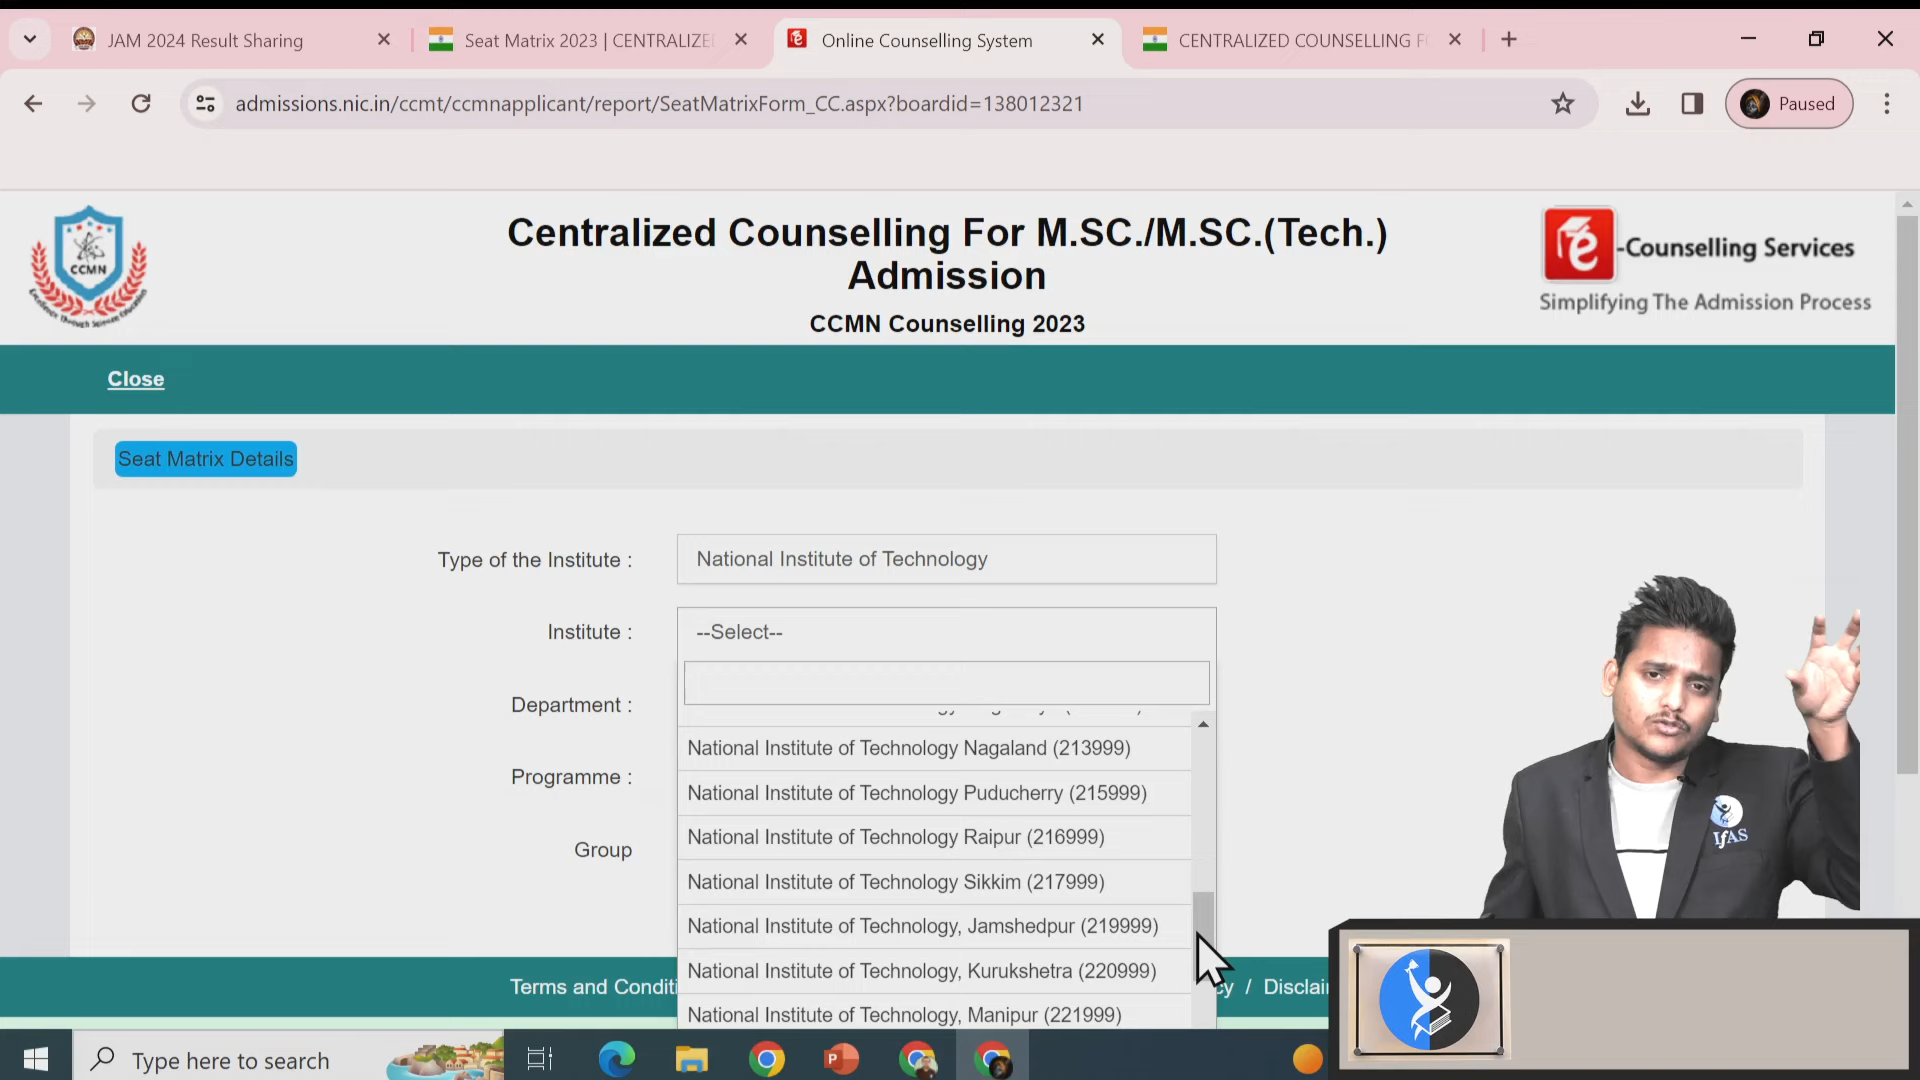 JAM 2024 Result Sharing
Seat Matrix 2023 | CENTRALIZE
Online Counselling System
CENTRALIZED COUNSELLING F
admissions.nic.in/ccmt/ccmnapplicant/report/SeatMatrixForm_CC.aspx?boardid=138012321
Paused
CCMN
Centralized Counselling For M.SC./M.SC.(Tech.)
Admission
CCMN Counselling 2023
e-Counselling Services
Simplifying The Admission Process
Close
Seat Matrix Details
Type of the Institute :
National Institute of Technology
Institute :
--Select--
Department :
National Institute of Technology Nagaland (213999)
Programme :
National Institute of Technology Puducherry (215999)
National Institute of Technology Raipur (216999)
Group
National Institute of Technology Sikkim (217999)
National Institute of Technology, Jamshedpur (219999)
National Institute of Technology, Kurukshetra (220999)
National Institute of Technology, Manipur (221999)
IfAS
Terms and Conditi
cy / Disclaim
Type here to search